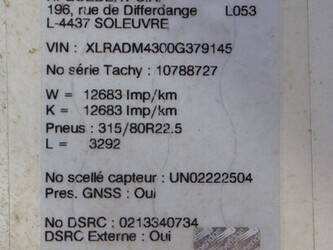 196, rue de Differdange L053
L-4437 SOLEUVRE
VIN : XLRADM4300G379145
No série Tachy : 10788727
W = 12683 Imp/km
K = 12683 Imp/km
Pneus : 315/80R22.5
L = 3292
No scellé capteur : UN02222504
Pres. GNSS : Oui
No DSRC : 0213340734
DSRC Externe : Oui